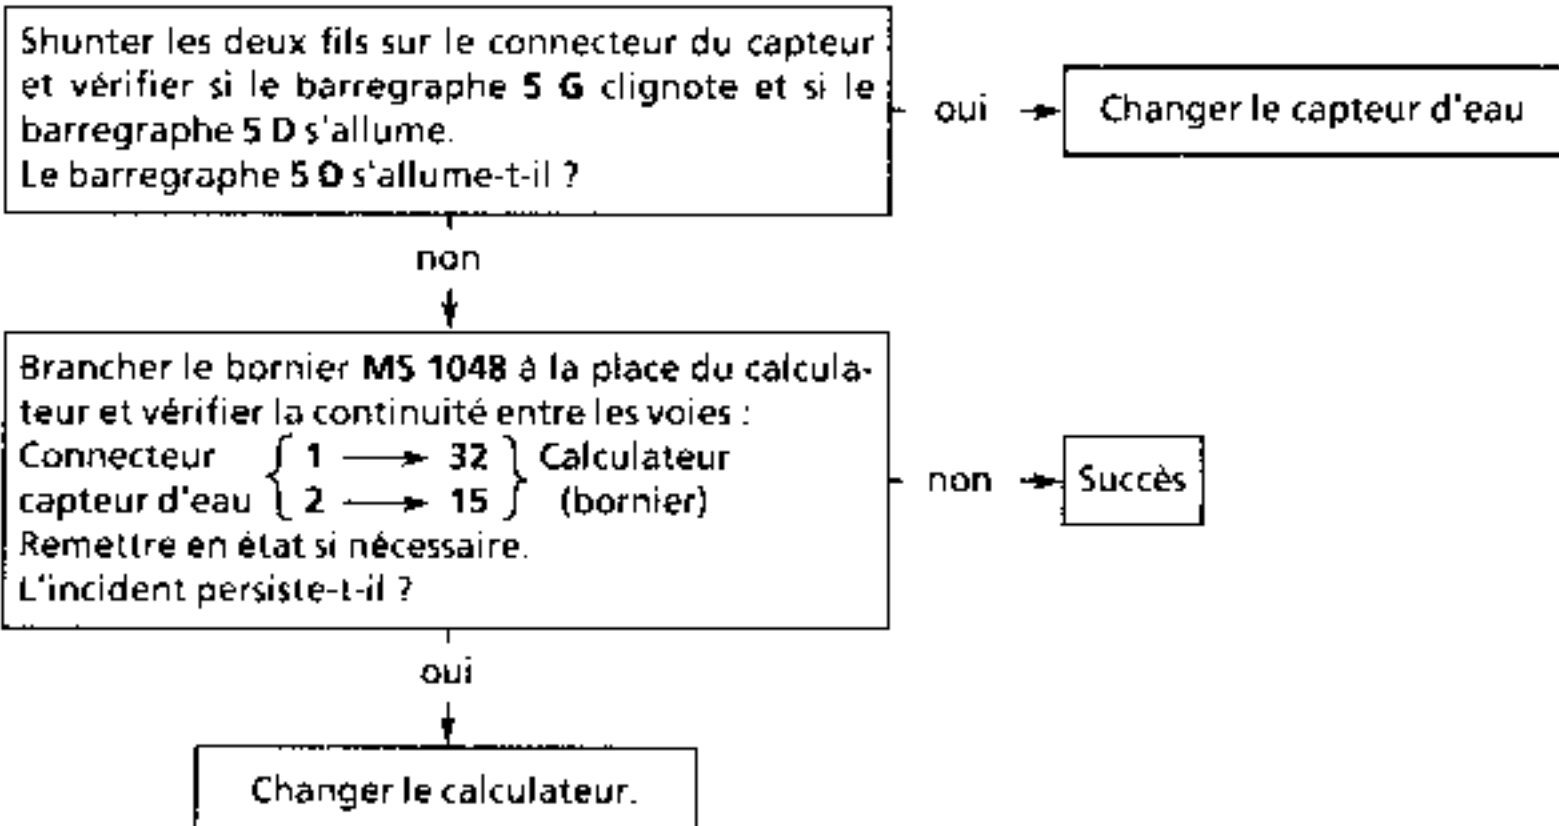 Shunter les deux fils sur le connecteur du capteur
et vérifier si le barregraphe 5 G clignote et si le
barregraphe 5 D s'allume.
Le barregraphe 5 D s'allume-t-il ?
oui
Changer le capteur d'eau
non
Brancher le bornier MS 1048 à la place du calcula-
teur et vérifier la continuité entre les voies :
Connecteur { 1 → 32 } Calculateur
capteur d'eau { 2 → 15 } (bornier)
Remettre en état si nécessaire.
L'incident persiste-t-il ?
non
Succès
oui
Changer le calculateur.